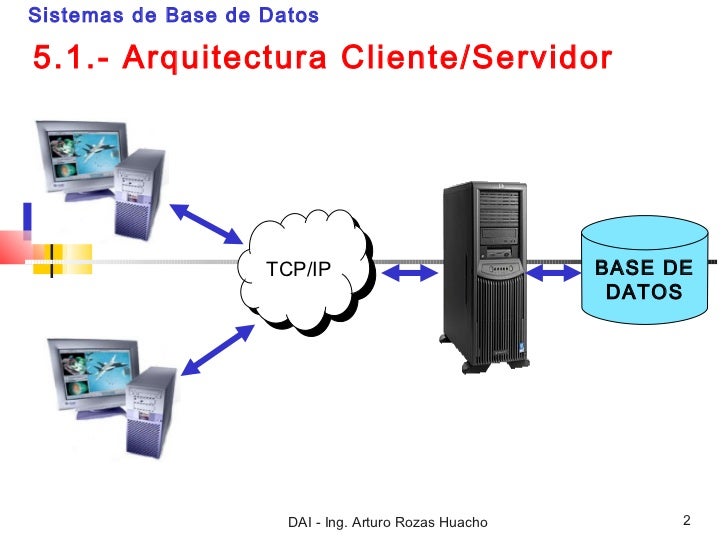 Sistemas de Base de Datos
5.1.- Arquitectura Cliente/Servidor
TCP/IP
BASE DE
DATOS
DAI - Ing. Arturo Rozas Huacho
2